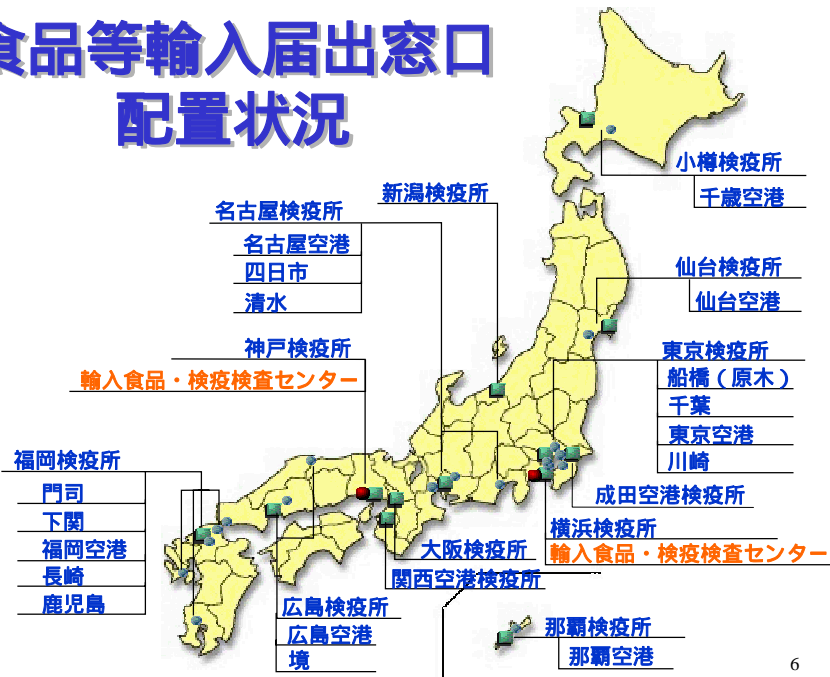 食品等輸入届出窓口
配置状況
小樽検疫所
千歳空港
新潟検疫所
名古屋検疫所
名古屋空港
四日市
清水
仙台検疫所
仙台空港
神戸検疫所
輸入食品・検疫検査センター
東京検疫所
船橋(原木)
千葉
東京空港
川崎
福岡検疫所
門司
下関
福岡空港
長崎
鹿児島
成田空港検疫所
横浜検疫所
輸入食品・検疫検査センター
大阪検疫所
関西空港検疫所
広島検疫所
広島空港
境
那覇検疫所
那覇空港
6